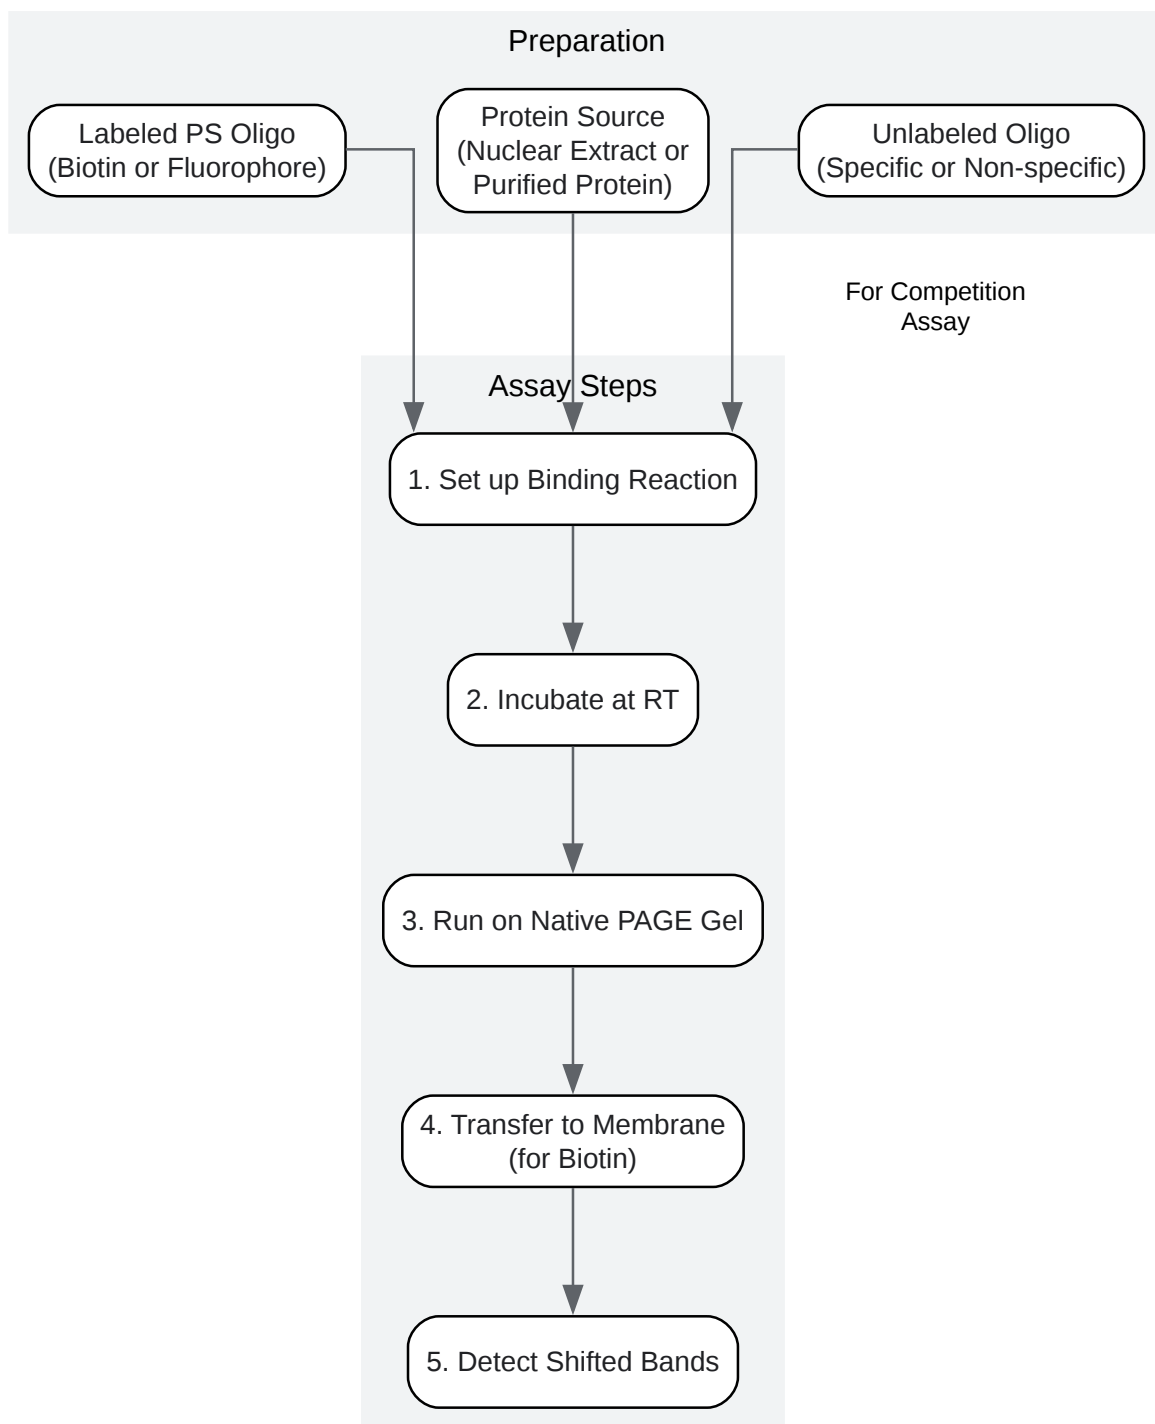 Preparation
Labeled PS Oligo
(Biotin or Fluorophore)
Protein Source
(Nuclear Extract or
Purified Protein)
Unlabeled Oligo
(Specific or Non-specific)
For Competition
Assay
Assay Steps
1. Set up Binding Reaction
2. Incubate at RT
3. Run on Native PAGE Gel
4. Transfer to Membrane
(for Biotin)
5. Detect Shifted Bands